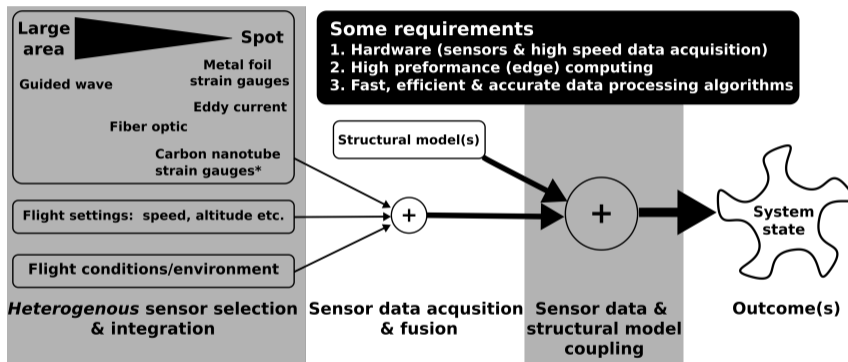 Large
area
Spot
Metal foil
strain gauges
Guided wave
Eddy current
Fiber optic
Carbon nanotube
strain gauges*
Flight settings: speed, altitude etc.
Flight conditions/environment
Heterogenous sensor selection
& integration
Some requirements
1. Hardware (sensors & high speed data acquisition)
2. High preformance (edge) computing
3. Fast, efficient & accurate data processing algorithms
Structural model(s)
+
+
System
state
Sensor data acqusition
& fusion
Sensor data &
structural model
coupling
Outcome(s)